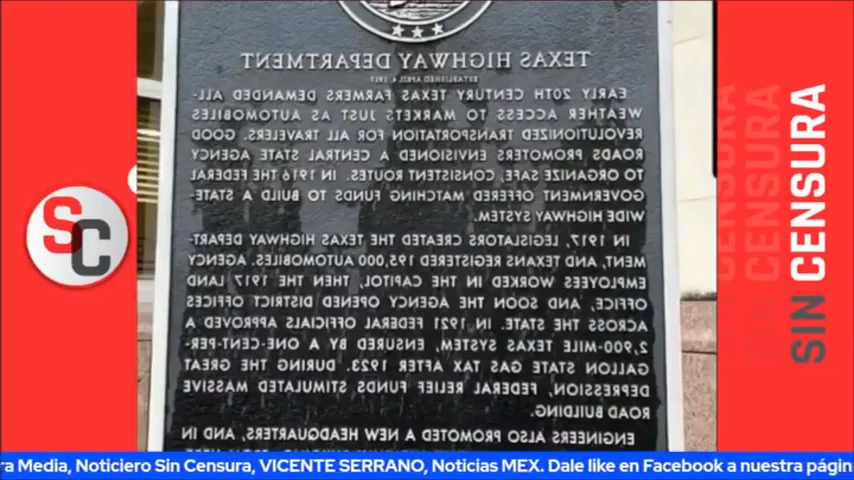 TEXAS HIGHWAY DEPARTMENT
ESTABLISHED APRIL 4, 1917
EARLY 20TH CENTURY TEXAS FARMERS DEMANDED ALL-
WEATHER ACCESS TO MARKETS JUST AS AUTOMOBILES
REVOLUTIONIZED TRANSPORTATION FOR ALL TRAVELERS. GOOD
ROADS PROMOTERS ENVISIONED A CENTRAL STATE AGENCY
TO ORGANIZE SAFE, CONSISTENT ROUTES. IN 1916 THE FEDERAL
GOVERNMENT OFFERED MATCHING FUNDS TO BUILD A STATE-
WIDE HIGHWAY SYSTEM.
IN 1917, LEGISLATORS CREATED THE TEXAS HIGHWAY DEPART-
MENT, AND TEXANS REGISTERED 195,000 AUTOMOBILES. AGENCY
EMPLOYEES WORKED IN THE CAPITOL, THEN THE 1917 LAND
OFFICE, AND SOON THE AGENCY OPENED DISTRICT OFFICES
ACROSS THE STATE. IN 1921 FEDERAL OFFICIALS APPROVED A
2,900-MILE TEXAS SYSTEM, ENSURED BY A ONE-CENT-PER-
GALLON STATE GAS TAX AFTER 1923. DURING THE GREAT
DEPRESSION, FEDERAL RELIEF FUNDS STIMULATED MASSIVE
ROAD BUILDING.
ENGINEERS ALSO PROMOTED A NEW HEADQUARTERS, AND IN
SC
SIN CENSURA
CENSURA
CENSURA
ra Media, Noticiero Sin Censura, VICENTE SERRANO, Noticias MEX. Dale like en Facebook a nuestra págin